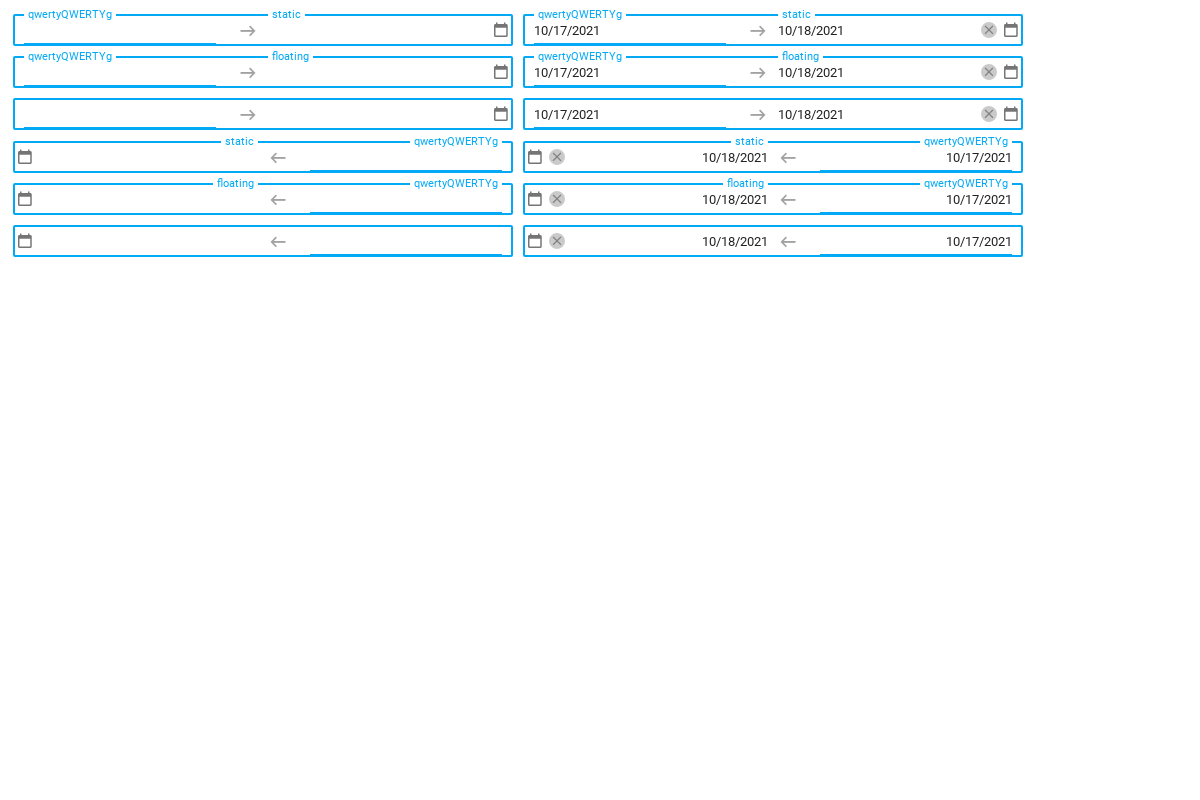 qwertyQWERTYg static qwertyQWERTYg static
10/17/2021 10/18/2021
qwertyQWERTYg floating qwertyQWERTYg floating
10/17/2021 10/18/2021
10/17/2021 10/18/2021
static qwertyQWERTYg static qwertyQWERTYg
10/18/2021 10/17/2021
floating qwertyQWERTYg floating qwertyQWERTYg
10/18/2021 10/17/2021
10/18/2021 10/17/2021